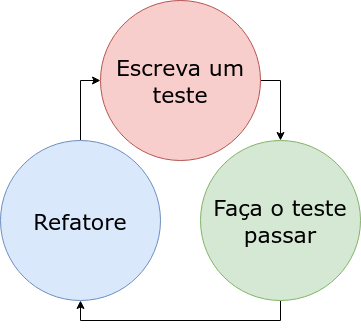 Escreva um
teste
Faça o teste
passar
Refatore